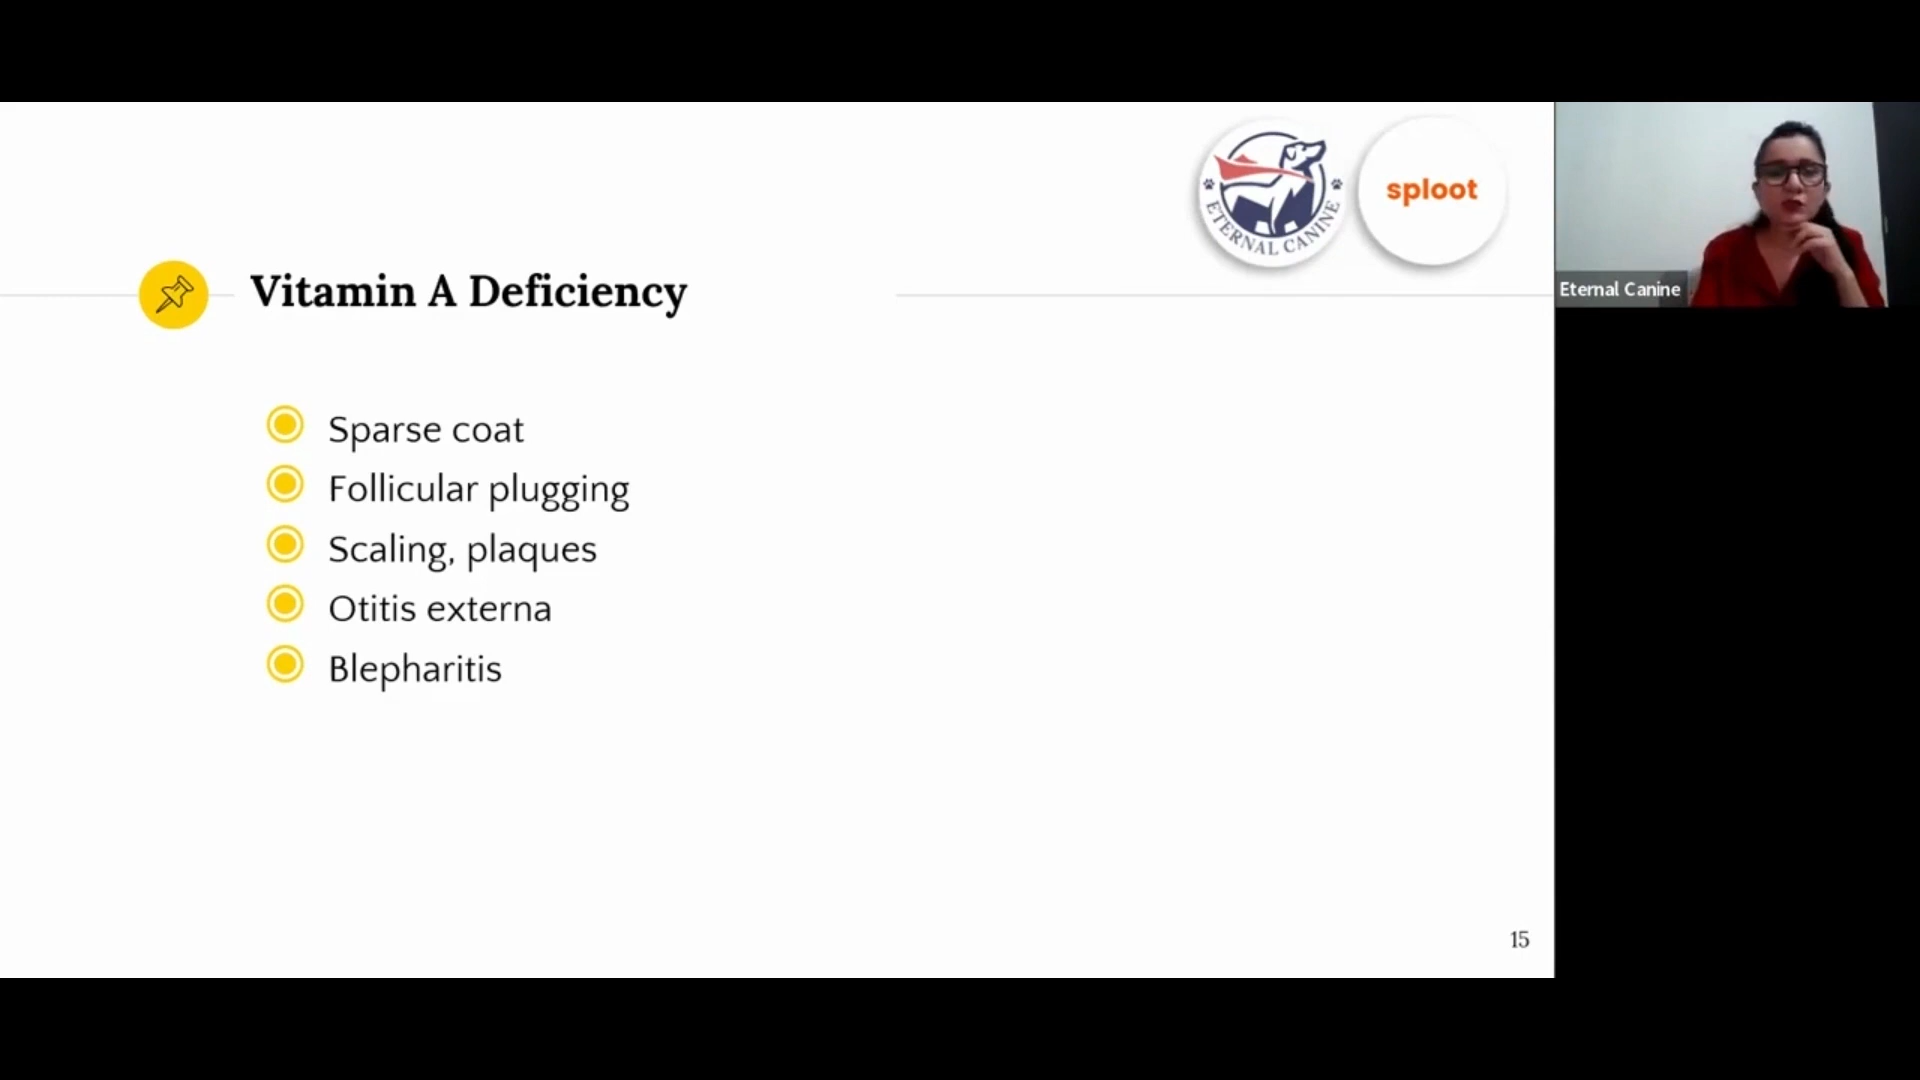 ETERNAL CANINE
sploot
Vitamin A Deficiency
Eternal Canine
Sparse coat
Follicular plugging
Scaling, plaques
Otitis externa
Blepharitis
15